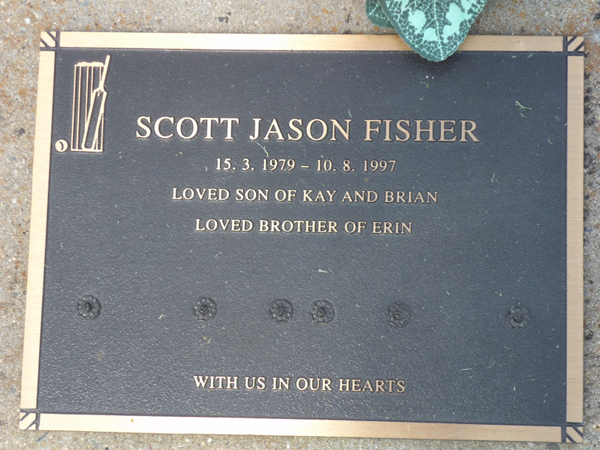 SCOTT JASON FISHER
15. 3. 1979 – 10. 8. 1997
LOVED SON OF KAY AND BRIAN
LOVED BROTHER OF ERIN
WITH US IN OUR HEARTS